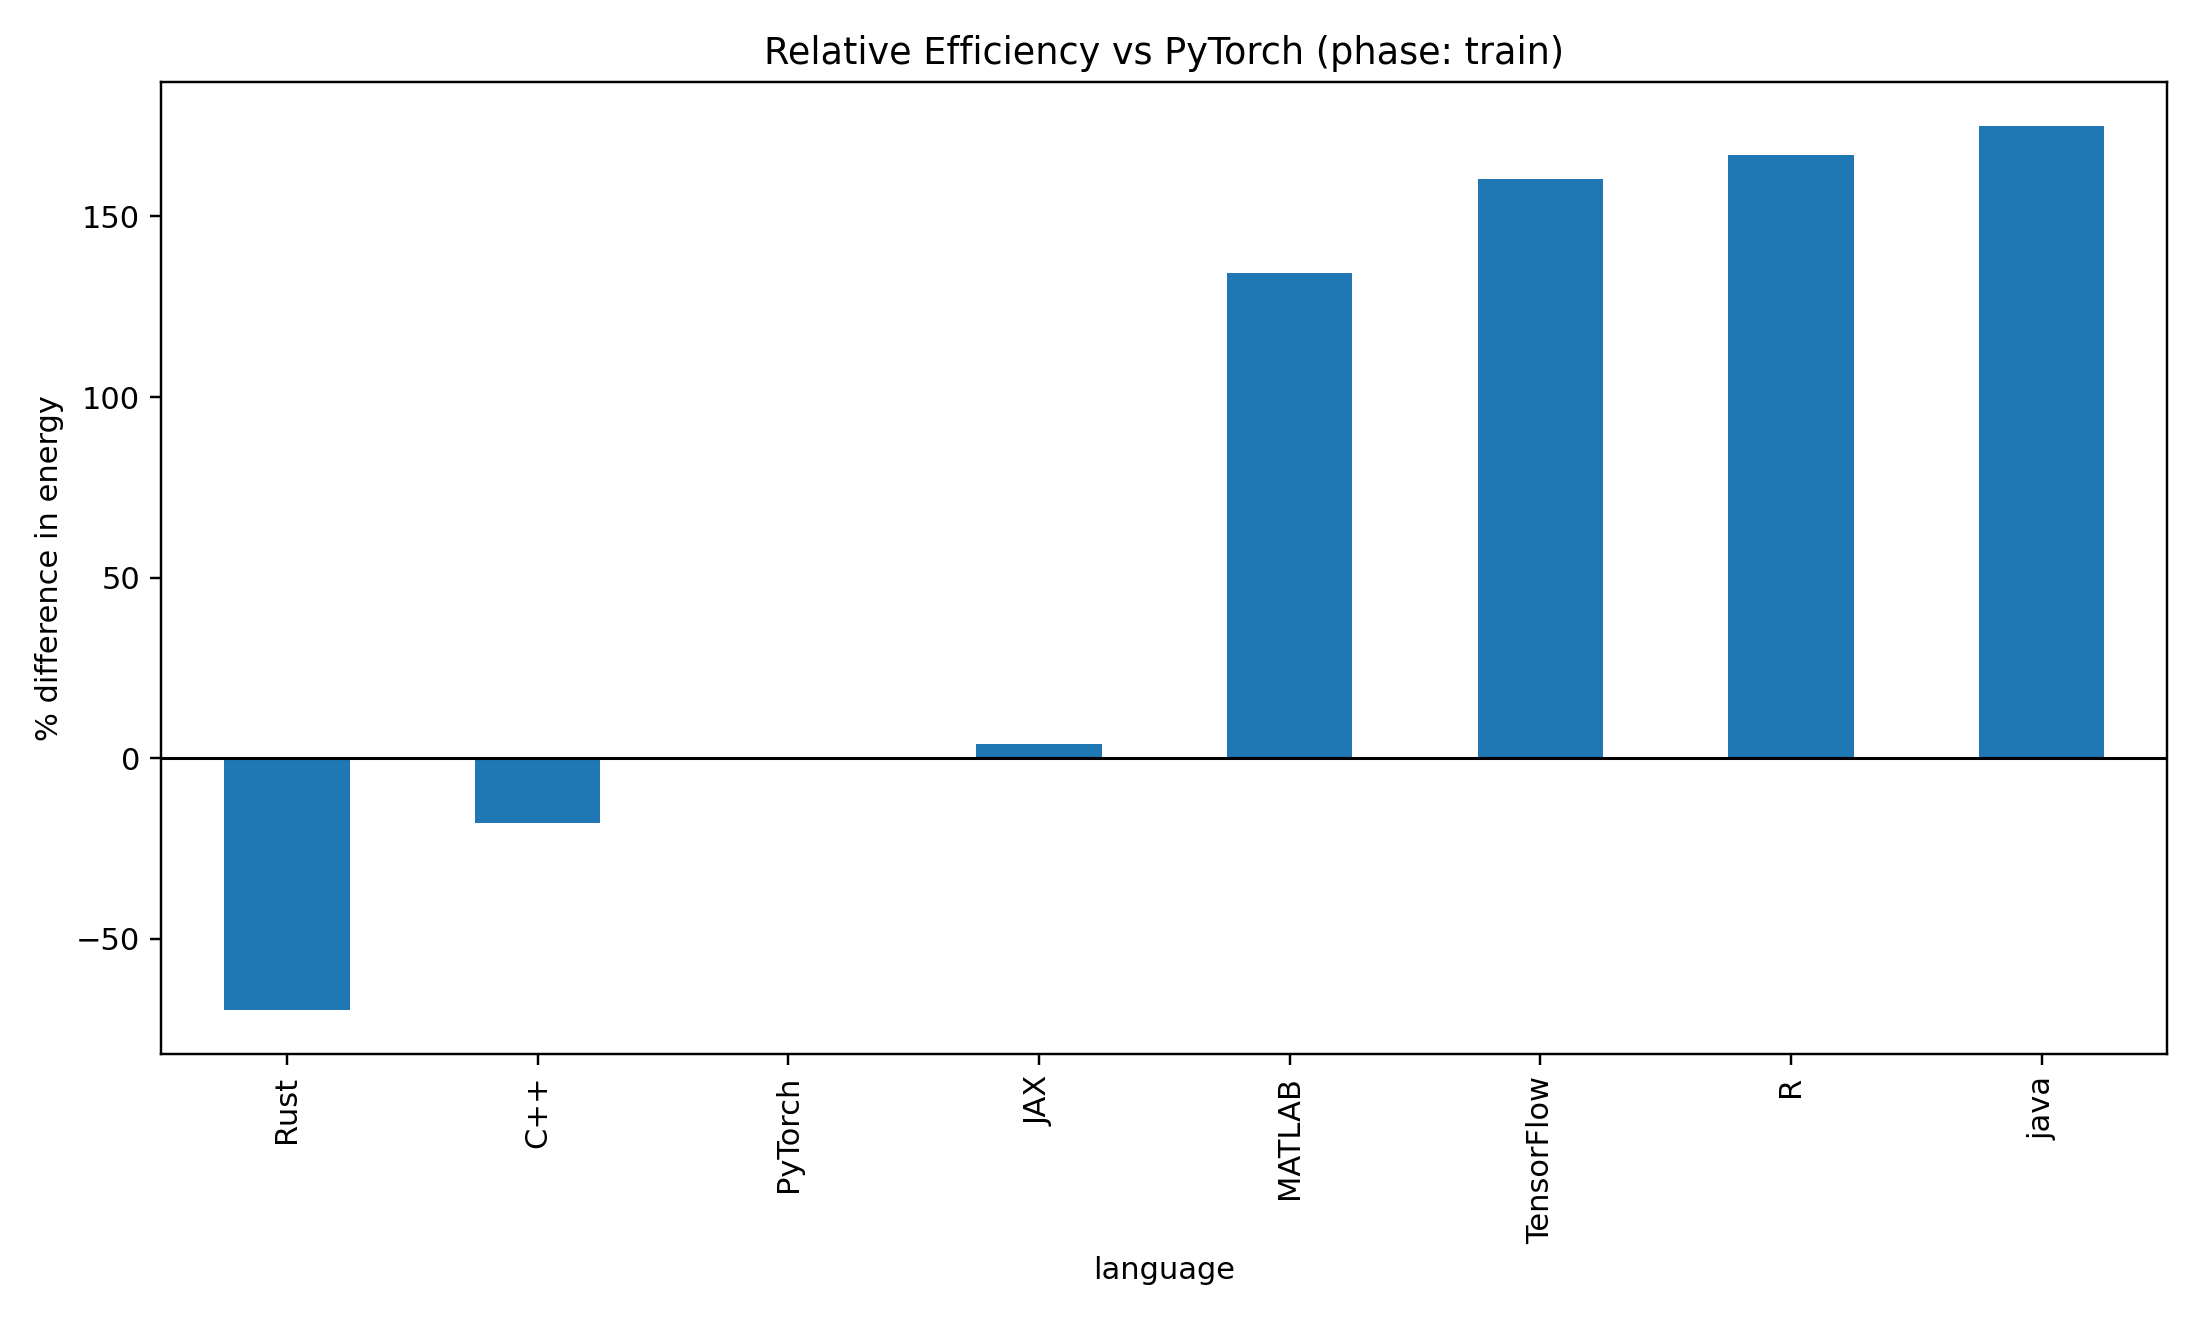 Relative Efficiency vs PyTorch (phase: train)
% difference in energy
150
100
50
0
−50
Rust
C++
PyTorch
JAX
MATLAB
TensorFlow
R
java
language